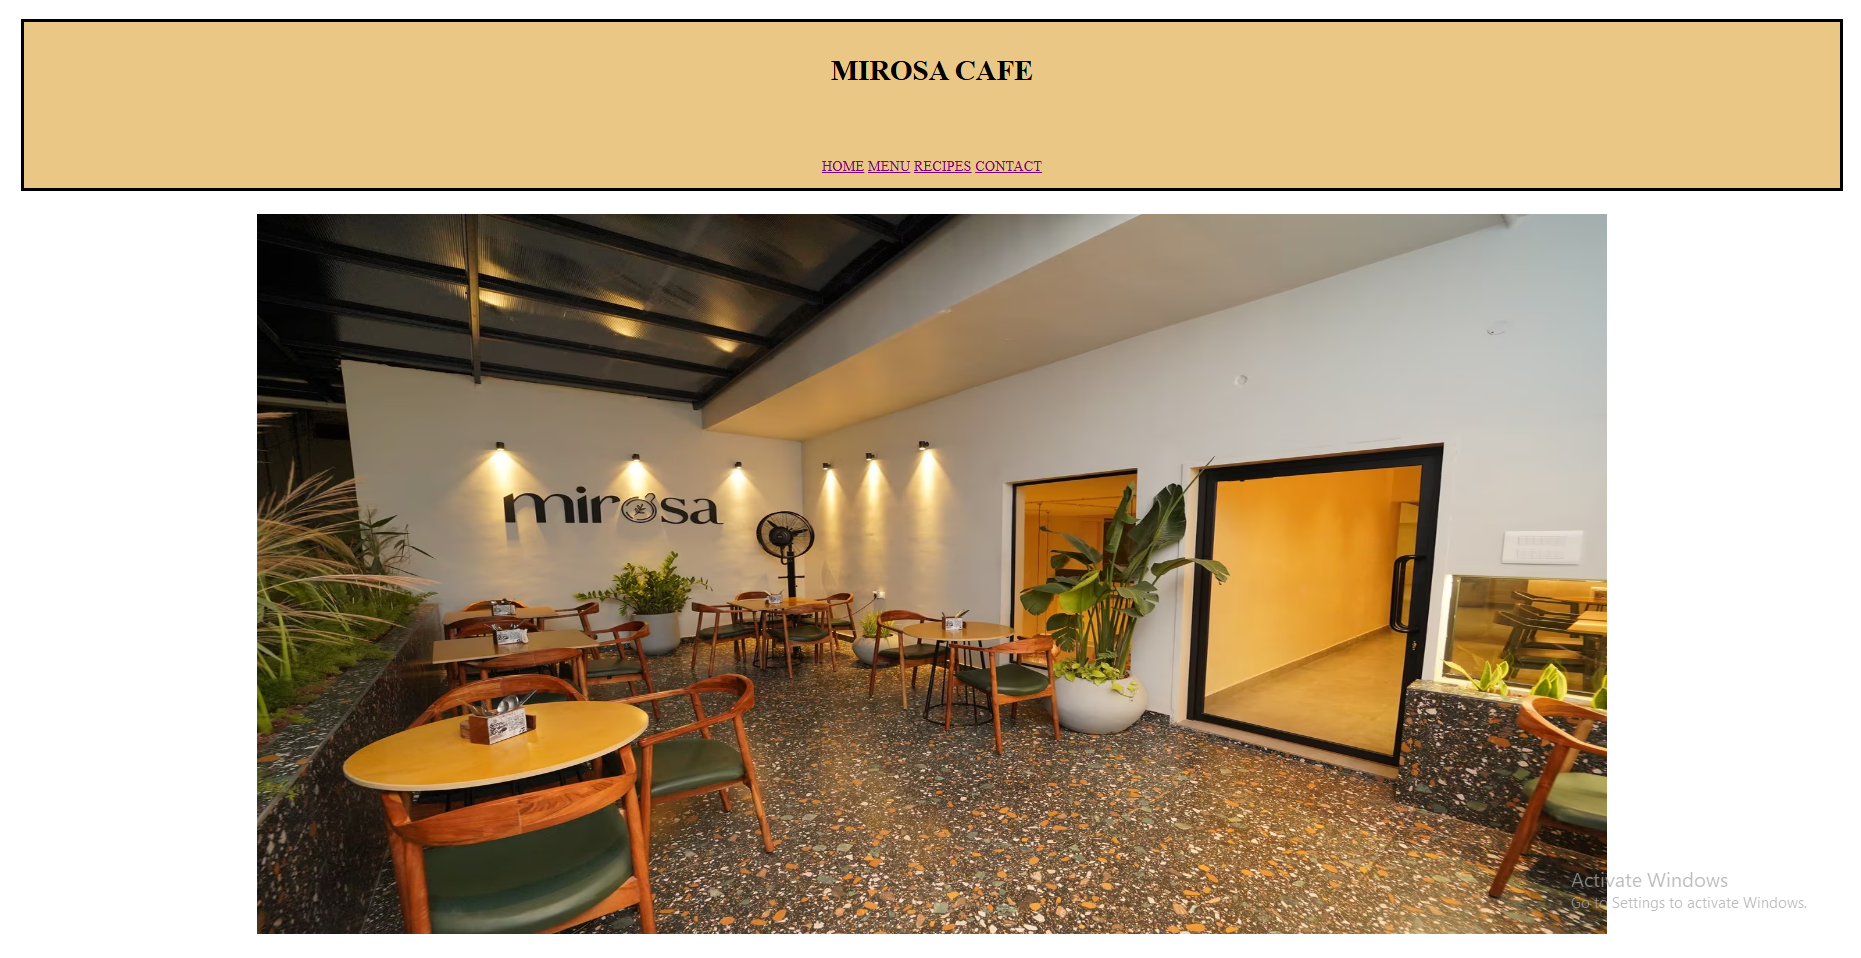 MIROSA CAFE
HOME MENU RECIPES CONTACT
mirosa
Activate Windows
Go to Settings to activate Windows.